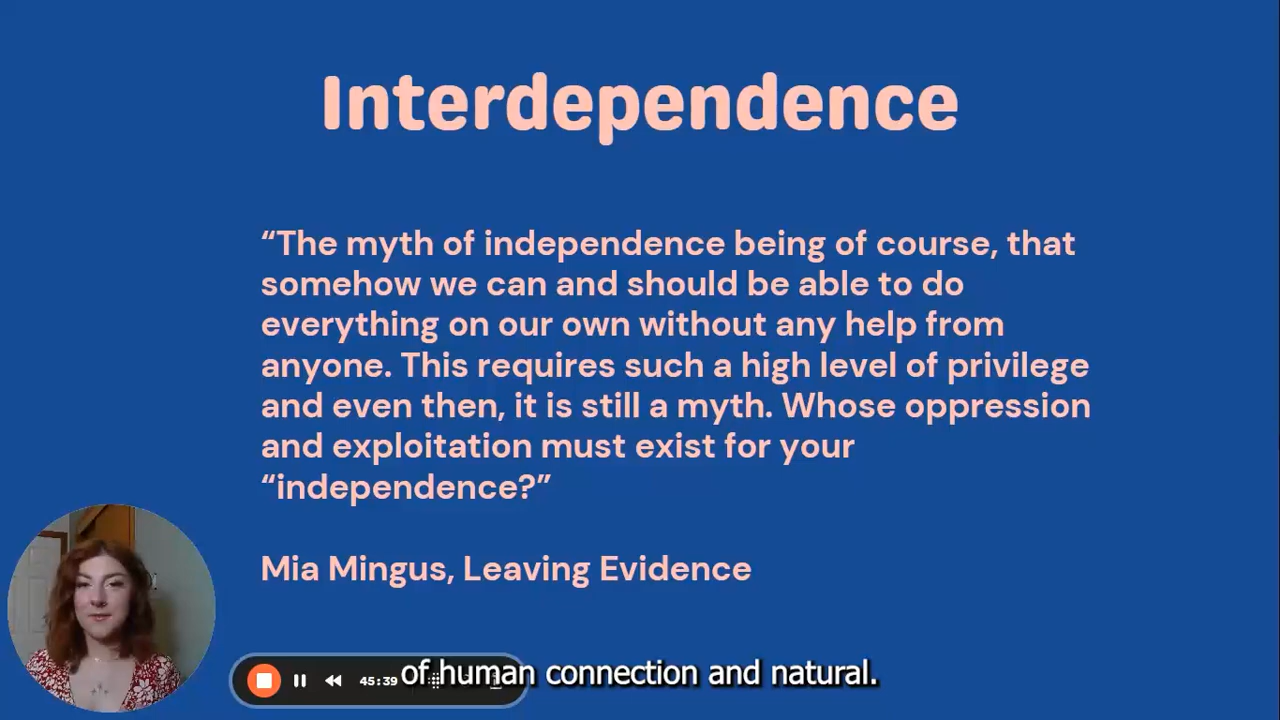 Interdependence
“The myth of independence being of course, that
somehow we can and should be able to do
everything on our own without any help from
anyone. This requires such a high level of privilege
and even then, it is still a myth. Whose oppression
and exploitation must exist for your
“independence?”
Mia Mingus, Leaving Evidence
45:39
of human connection and natural.